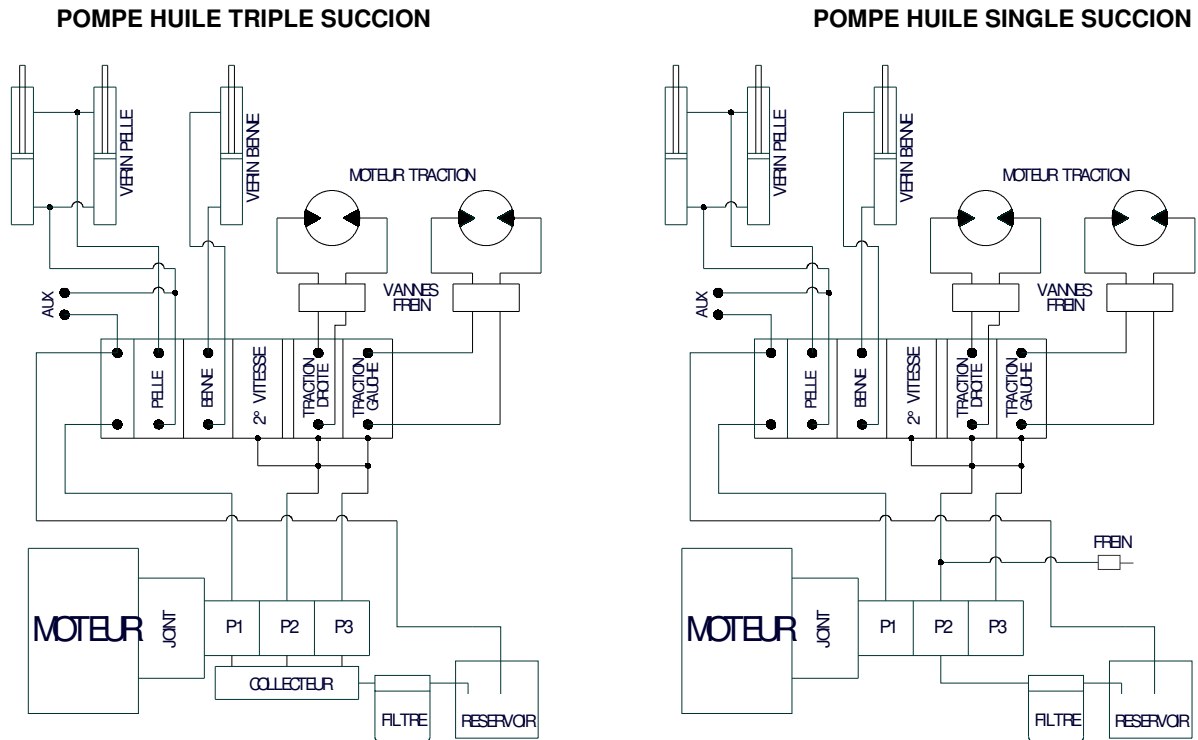 POMPE HUILE TRIPLE SUCCION
VERIN PELLE
VERIN BENNE
MOTEUR TRACTION
VANNES
FREIN
AUX
PELLE
BENNE
2° VITESSE
TRACTION
DROITE
TRACTION
GAUCHE
MOTEUR
JOINT
P1
P2
P3
COLLECTEUR
FILTRE
RESERVOIR
POMPE HUILE SINGLE SUCCION
VERIN PELLE
VERIN BENNE
MOTEUR TRACTION
VANNES
FREIN
AUX
PELLE
BENNE
2° VITESSE
TRACTION
DROITE
TRACTION
GAUCHE
FREIN
MOTEUR
JOINT
P1
P2
P3
FILTRE
RESERVOIR